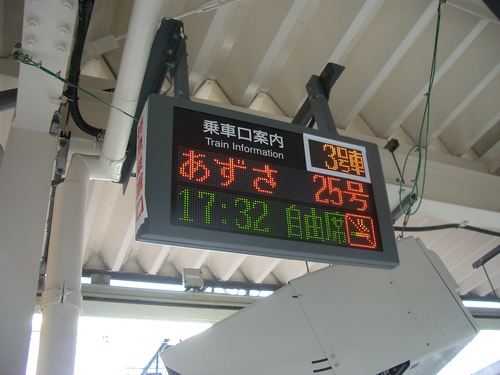 乗車口案内
Train Information
3号車
あずさ 25号
17:32 自由席